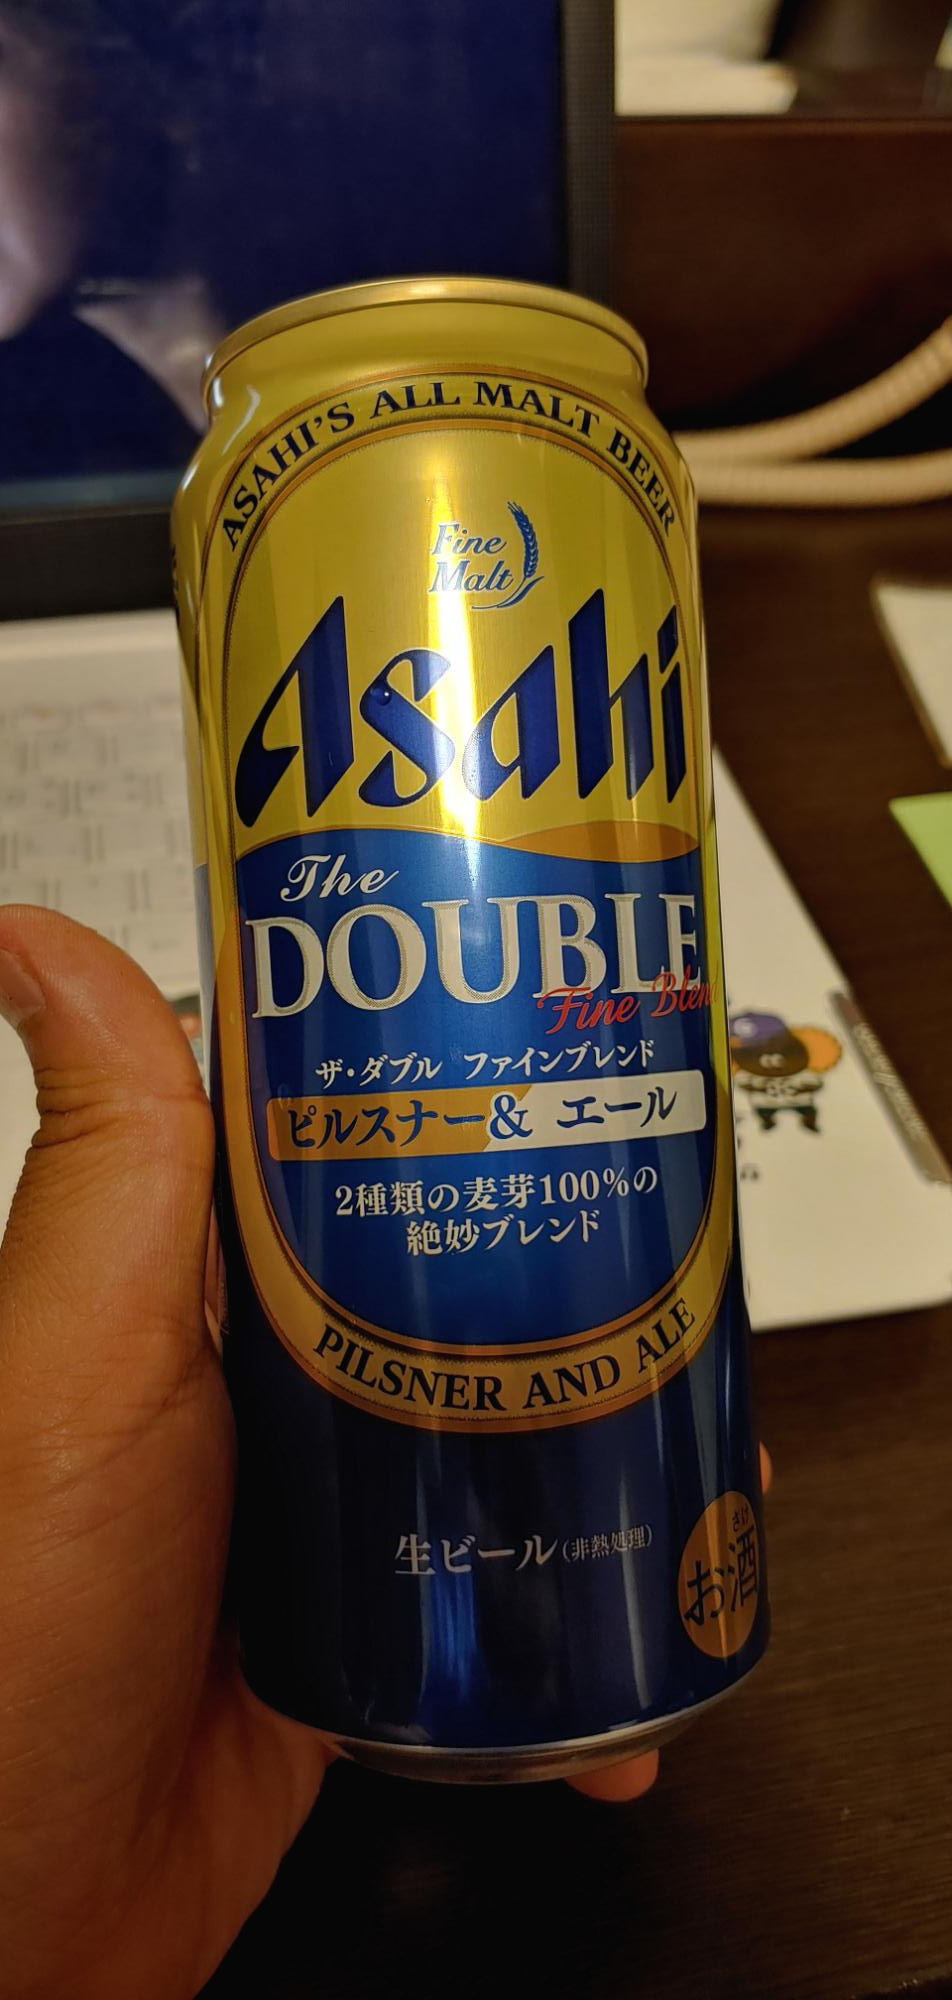 ASAHI'S ALL MALT BEER
Fine
Malt
Asahi
The
DOUBLE
Fine Blend
ザ・ダブル ファインブレンド
ピルスナー& エール
2種類の麦芽100%の
絶妙ブレンド
PILSNER AND ALE
生ビール(非熱処理)
さけ
お酒